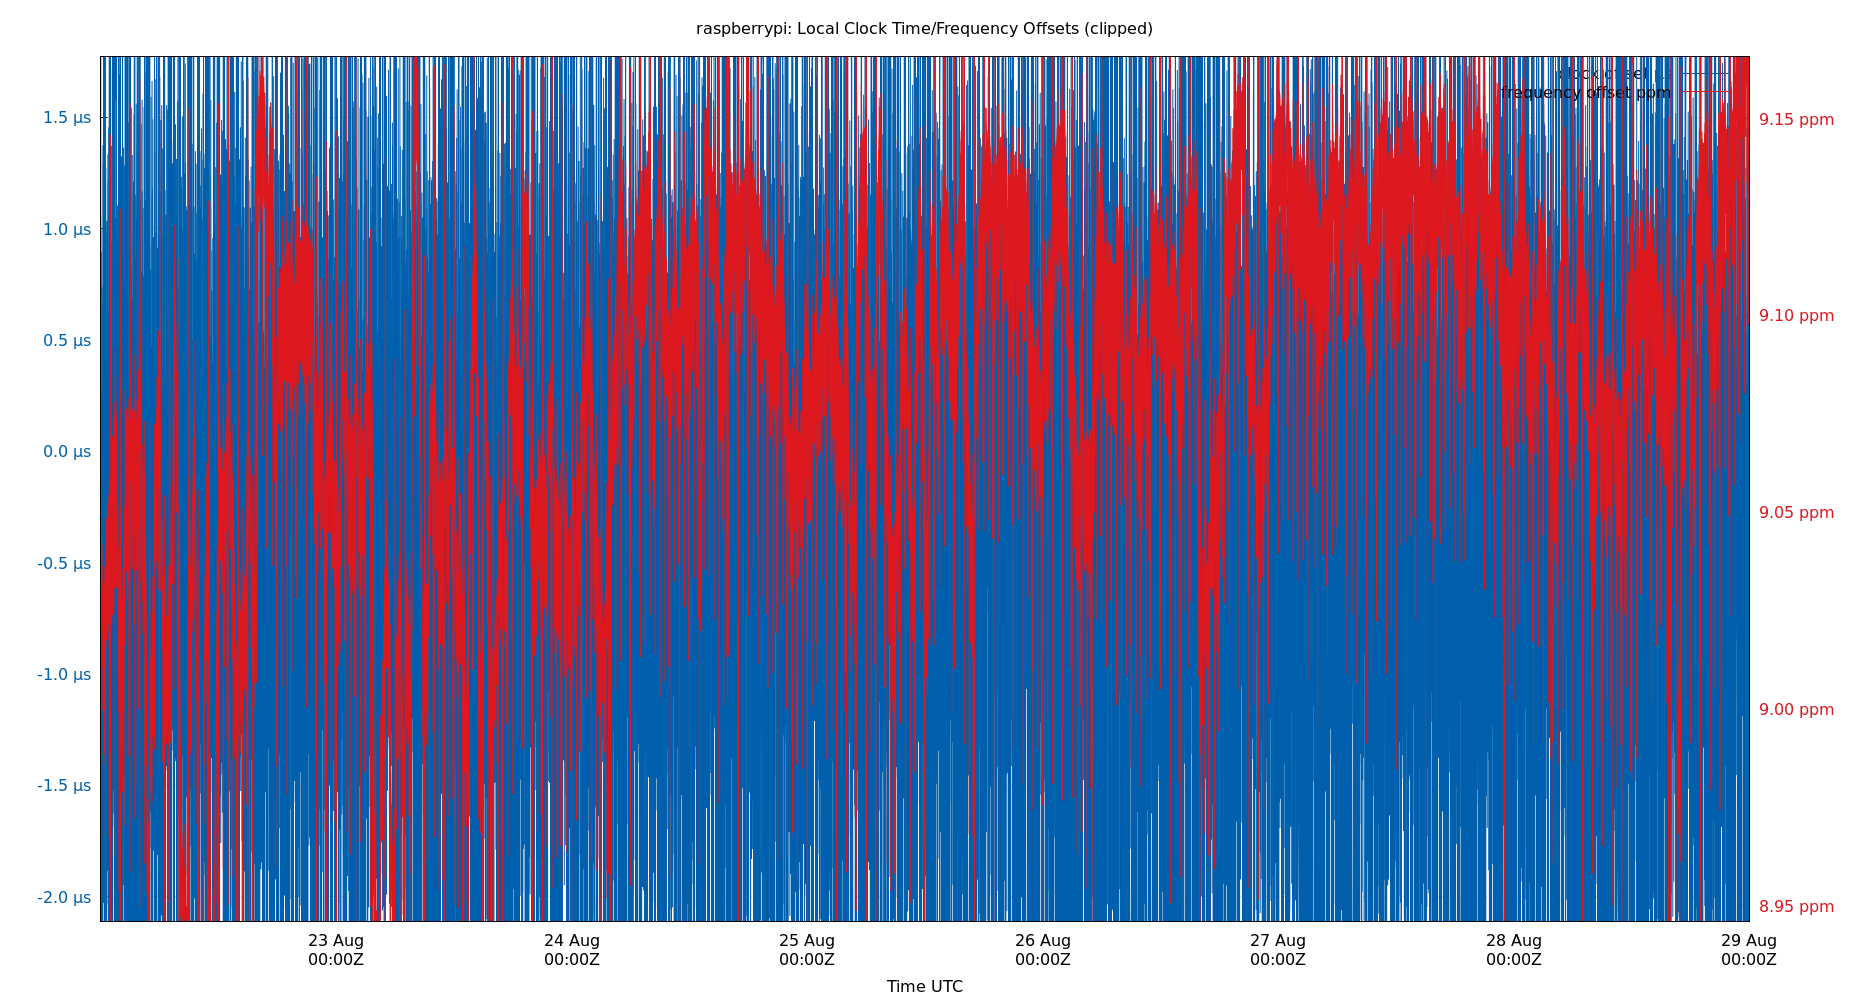 raspberrypi: Local Clock Time/Frequency Offsets (clipped)
frequency offset ppm
1.5 µs
1.0 µs
0.5 µs
0.0 µs
-0.5 µs
-1.0 µs
-1.5 µs
-2.0 µs
9.15 ppm
9.10 ppm
9.05 ppm
9.00 ppm
8.95 ppm
23 Aug
00:00Z
24 Aug
00:00Z
25 Aug
00:00Z
26 Aug
00:00Z
27 Aug
00:00Z
28 Aug
00:00Z
29 Aug
00:00Z
Time UTC